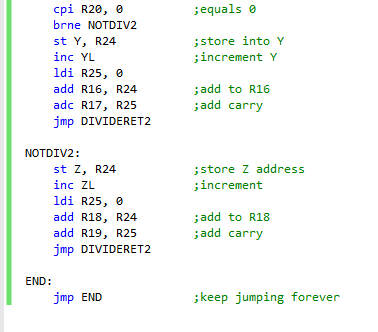 cpi R20, 0 ;equals 0
brne NOTDIV2
st Y, R24 ;store into Y
inc YL ;increment Y
ldi R25, 0
add R16, R24 ;add to R16
adc R17, R25 ;add carry
jmp DIVIDERET2
NOTDIV2:
st Z, R24 ;store Z address
inc ZL ;increment
ldi R25, 0
add R18, R24 ;add to R18
add R19, R25 ;add carry
jmp DIVIDERET2
END:
jmp END ;keep jumping forever